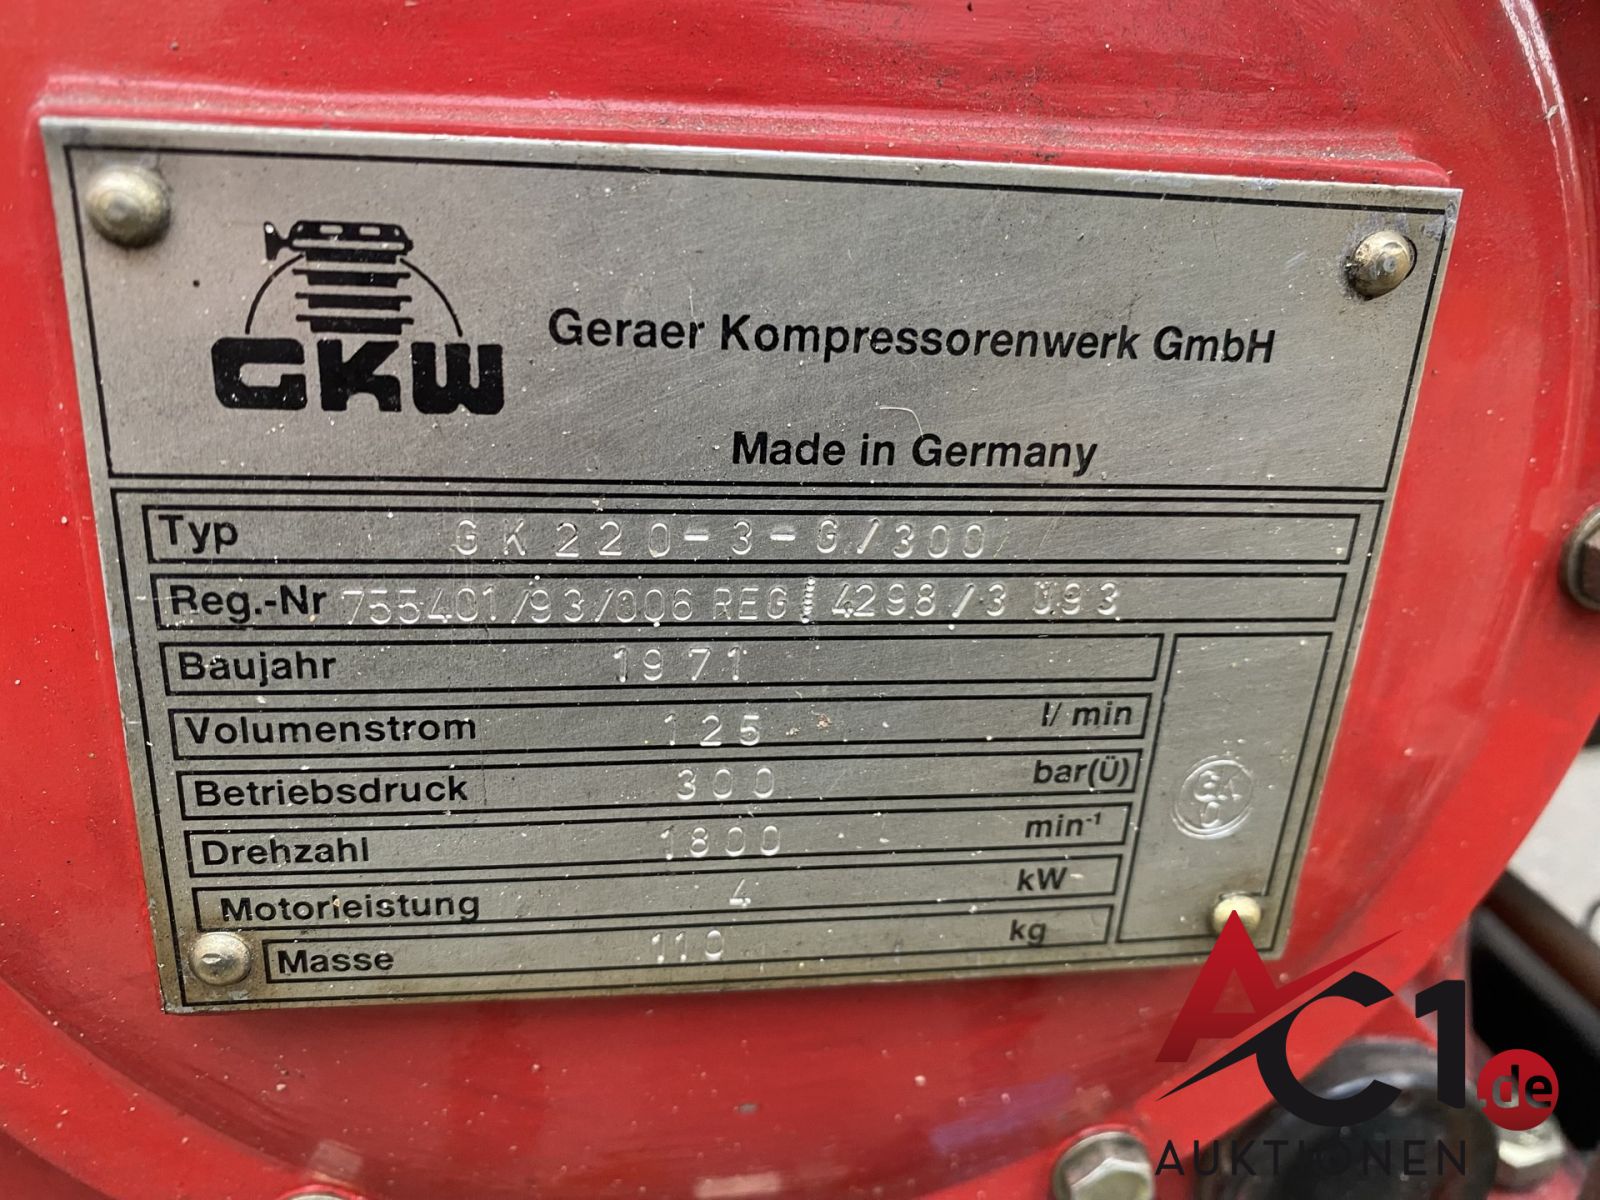 GKW
Geraer Kompressorenwerk GmbH
Made in Germany
Typ GK 220-3-G/300
Reg.-Nr 755401/93/006 REG 4298/3 Ü93
Baujahr 1971
Volumenstrom 125 l/ min
Betriebsdruck 300 bar(Ü)
Drehzahl 1800 min-1
Motorleistung 4 kW
Masse 110 kg
AC1.de
AUKTIONEN